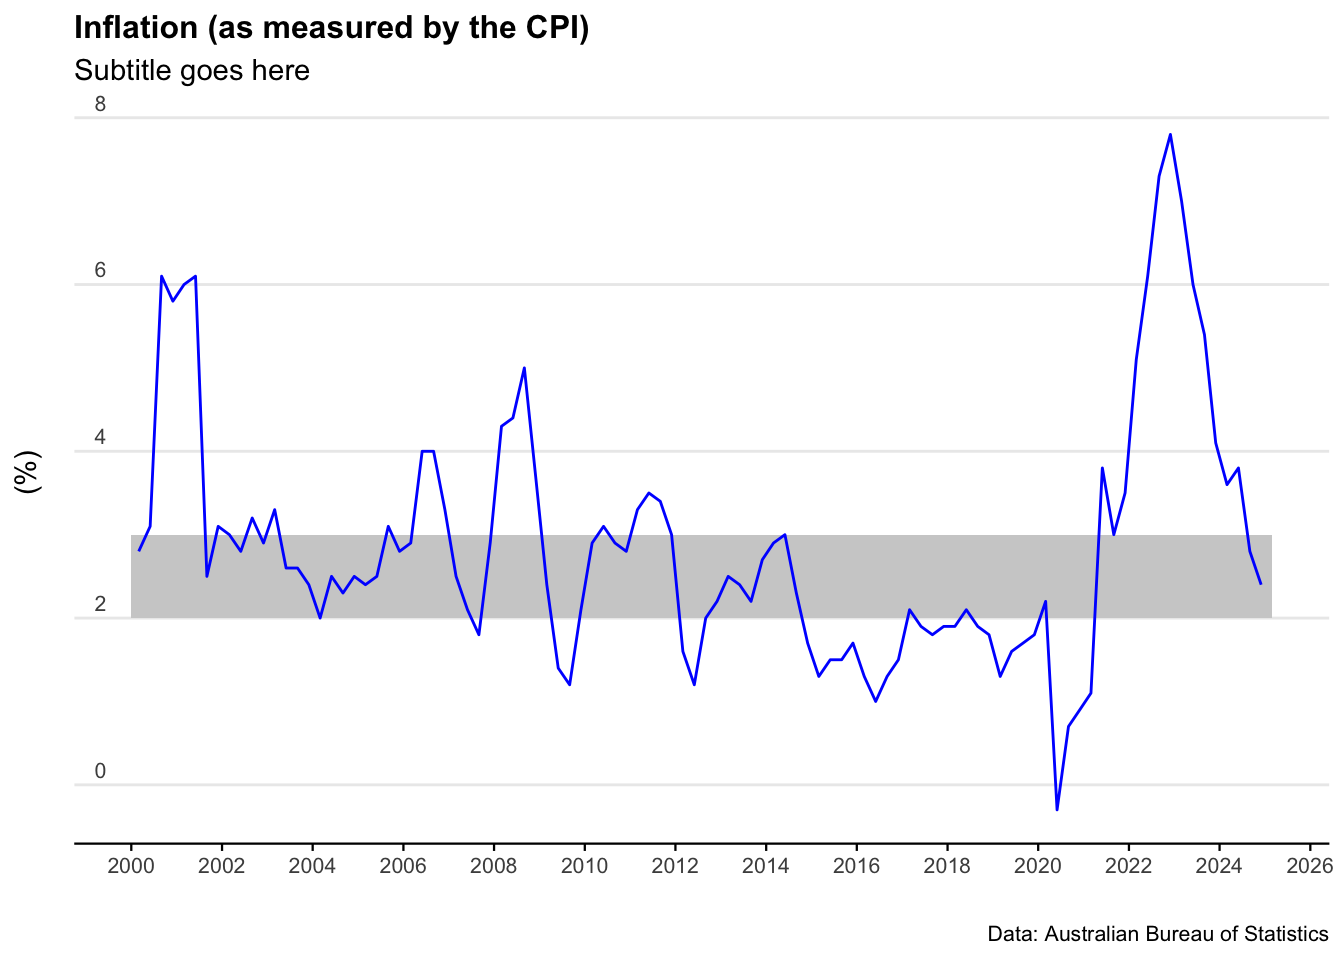 Inflation (as measured by the CPI)
Subtitle goes here
8
6
4
2
0
(%)
2000 2002 2004 2006 2008 2010 2012 2014 2016 2018 2020 2022 2024 2026
Data: Australian Bureau of Statistics